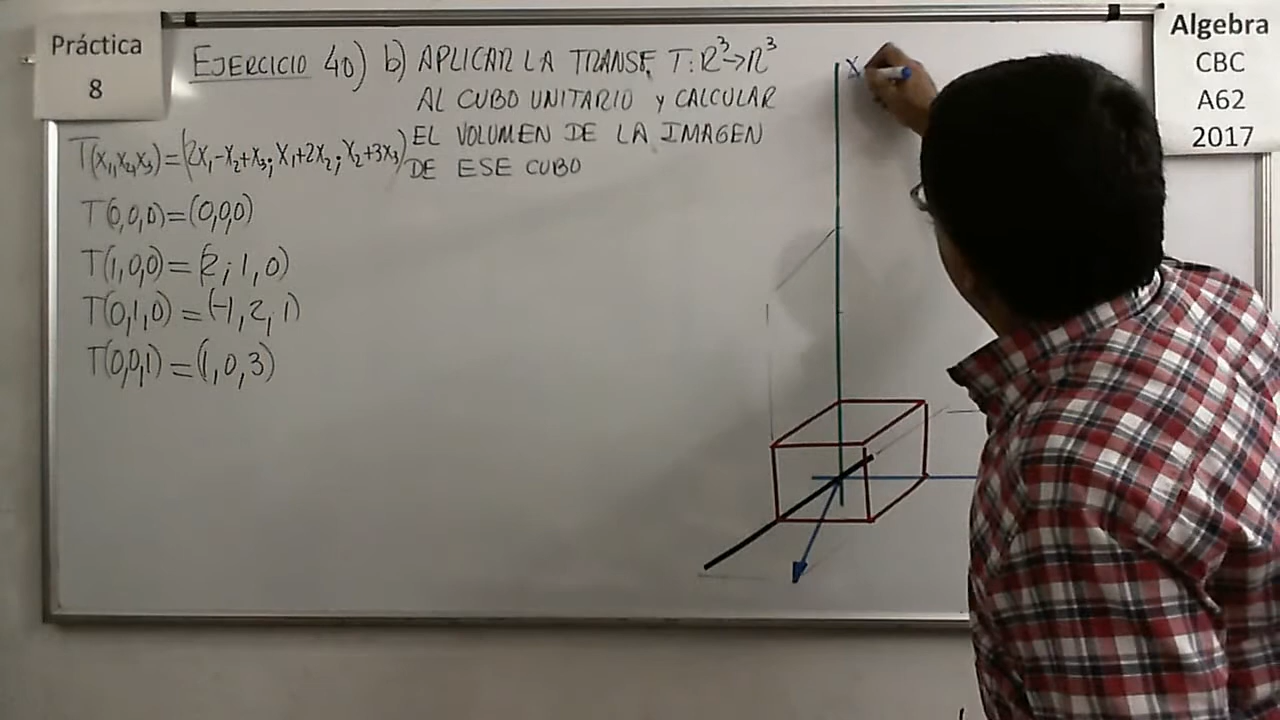 Práctica
8
EJERCICIO 40) b) APLICAR LA TRANSF. T: R³→R³
AL CUBO UNITARIO Y CALCULAR
EL VOLUMEN DE LA IMAGEN
DE ESE CUBO
T(x₁,x₂,x₃)=(2x₁-x₂+x₃; x₁+2x₂; x₂+3x₃)
T(0,0,0)=(0,0,0)
T(1,0,0)=(2;1,0)
T(0,1,0)=(-1,2,1)
T(0,0,1)=(1,0,3)
X
Algebra
CBC
A62
2017